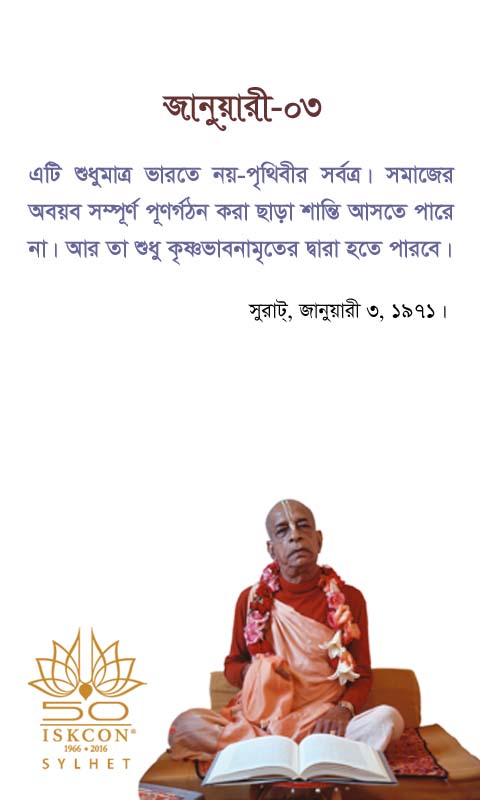 জানুয়ারী-০৩
এটি শুধুমাত্র ভারতে নয়-পৃথিবীর সর্বত্র। সমাজের
অবয়ব সম্পূর্ণ পূণর্গঠন করা ছাড়া শান্তি আসতে পারে
না। আর তা শুধু কৃষ্ণভাবনামৃতের দ্বারা হতে পারবে।
সুরাট্, জানুয়ারী ৩, ১৯৭১।
50
ISKCON®
1966 • 2016
SYLHET